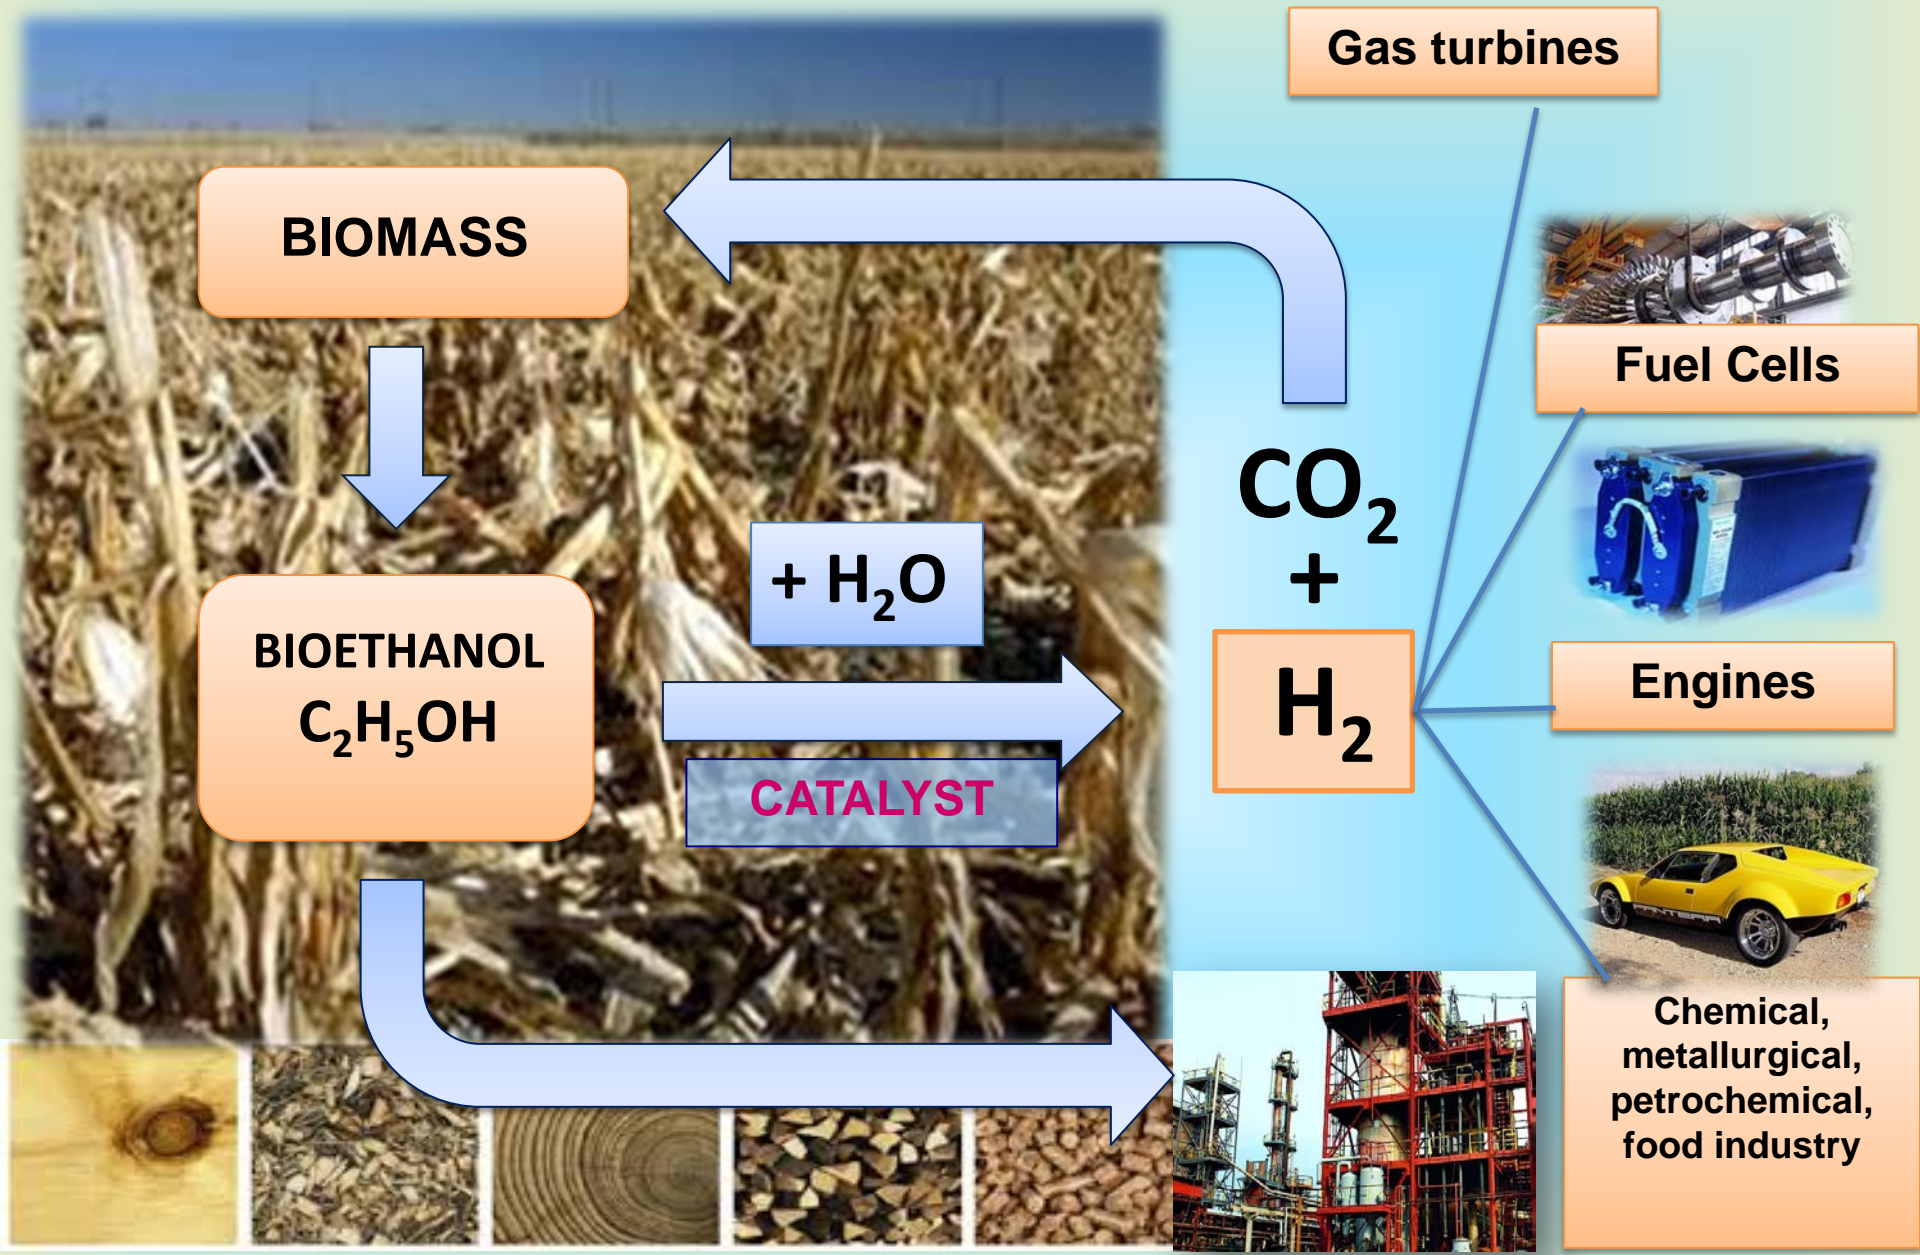 Gas turbines
BIOMASS
Fuel Cells
CO₂
+
+ H₂O
BIOETHANOL
C₂H₅OH
H₂
Engines
CATALYST
Chemical,
metallurgical,
petrochemical,
food industry